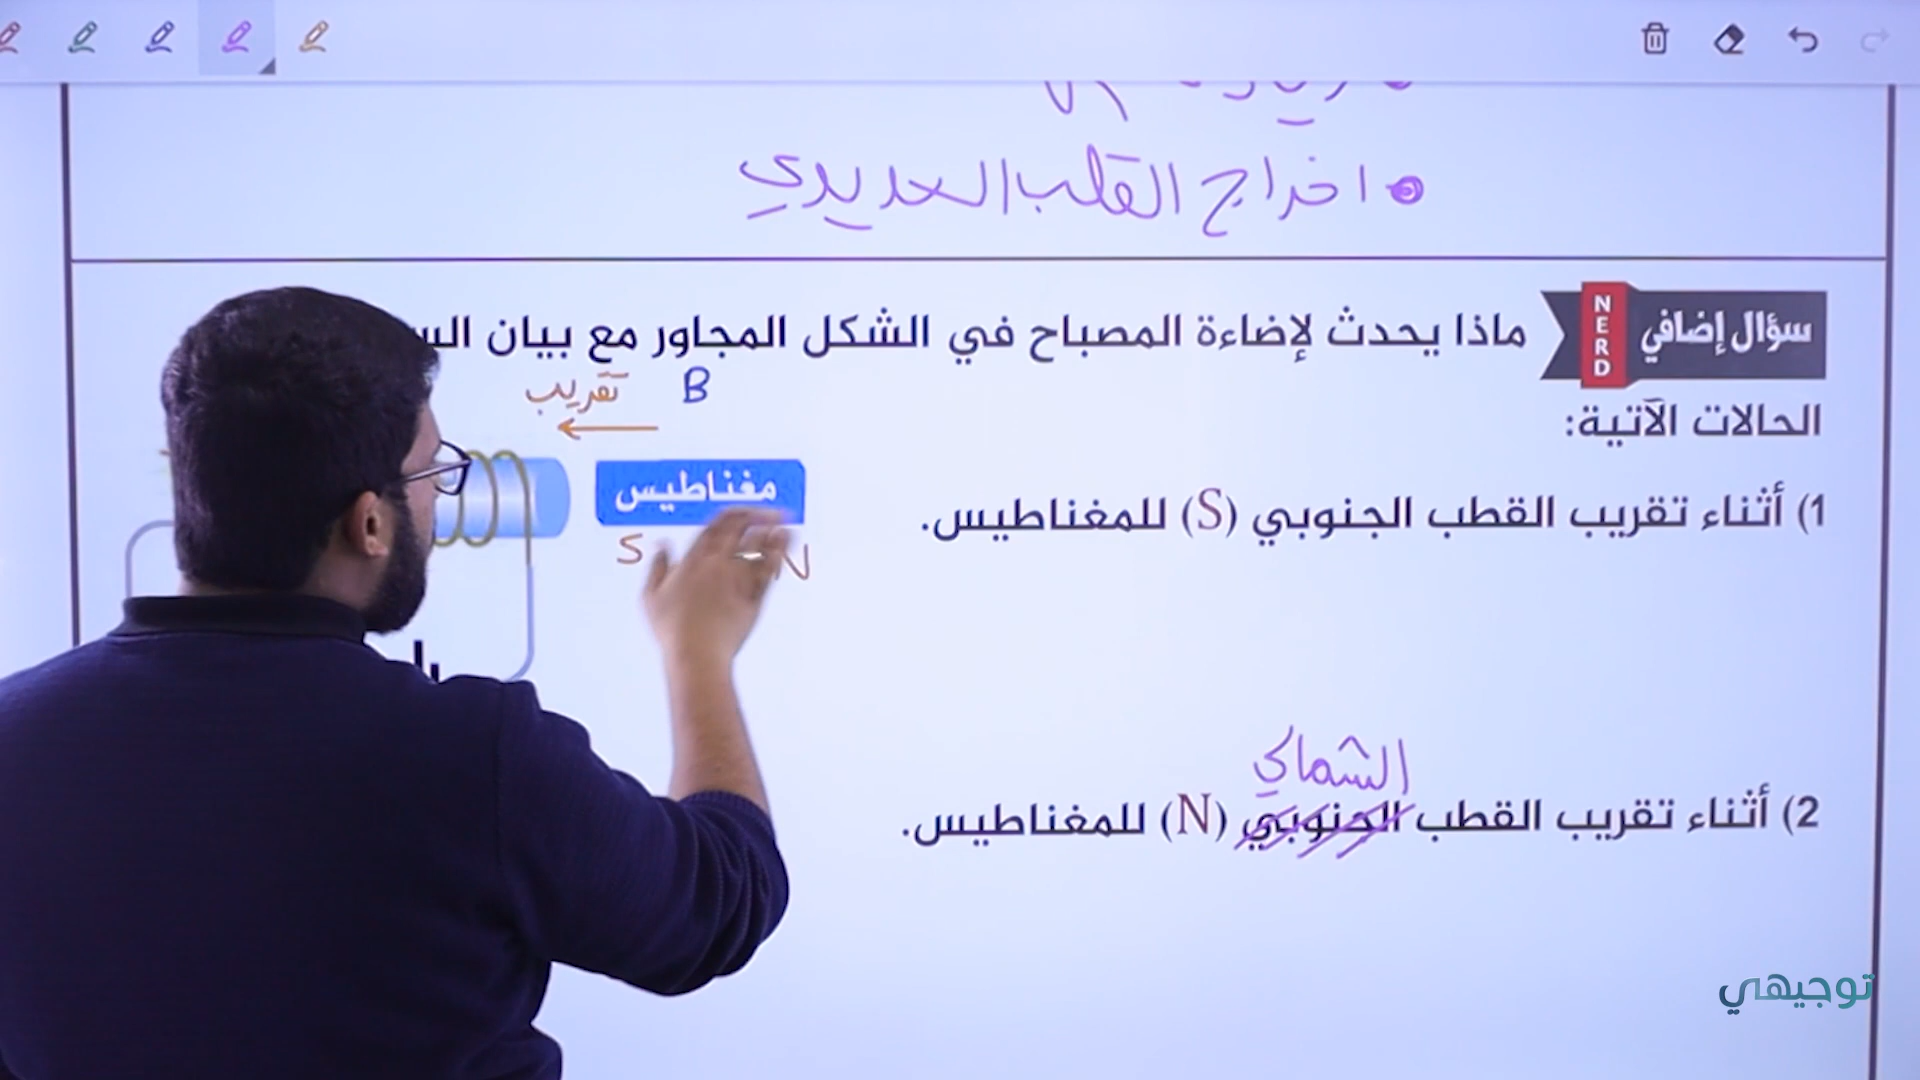 • اخراج القلب الحديدي
سؤال إضافي NERD ماذا يحدث لإضاءة المصباح في الشكل المجاور مع بيان
الحالات الآتية:
B تقريب
مغناطيس
S N
1) أثناء تقريب القطب الجنوبي (S) للمغناطيس.
الشمالي
2) أثناء تقريب القطب الجنوبي (N) للمغناطيس.
توجيهي